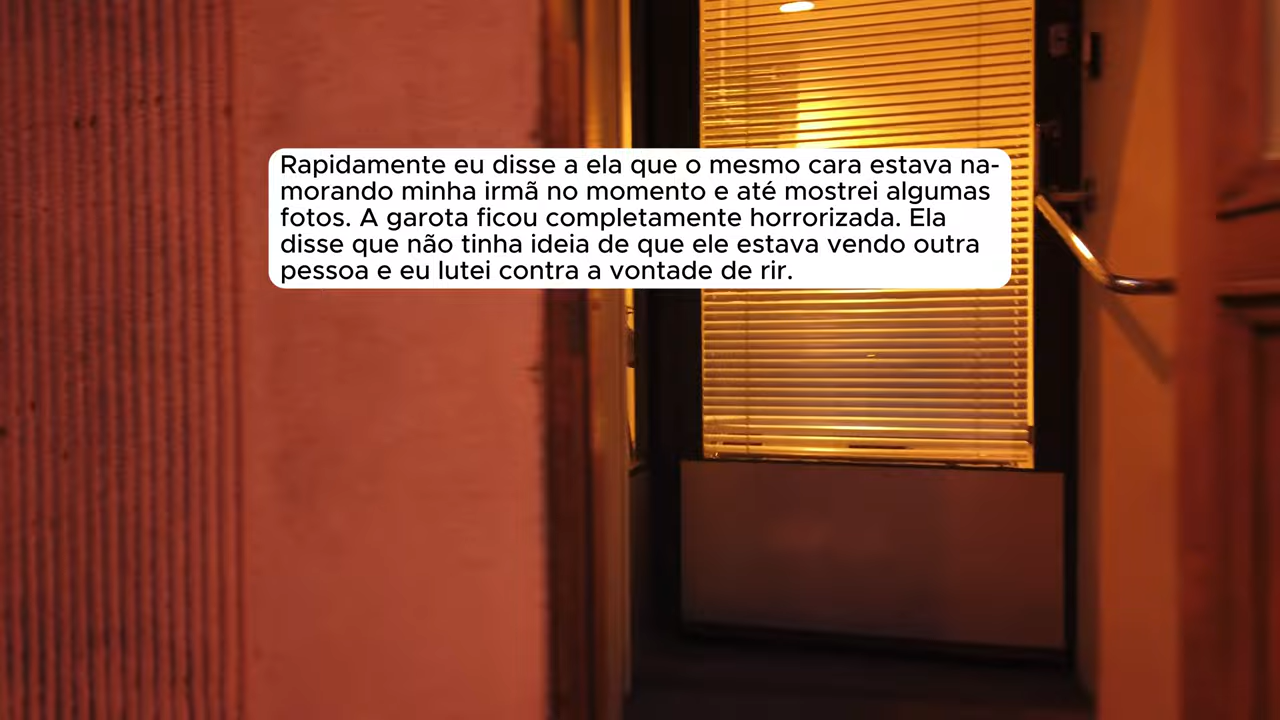 Rapidamente eu disse a ela que o mesmo cara estava na-
morando minha irmã no momento e até mostrei algumas
fotos. A garota ficou completamente horrorizada. Ela
disse que não tinha ideia de que ele estava vendo outra
pessoa e eu lutei contra a vontade de rir.